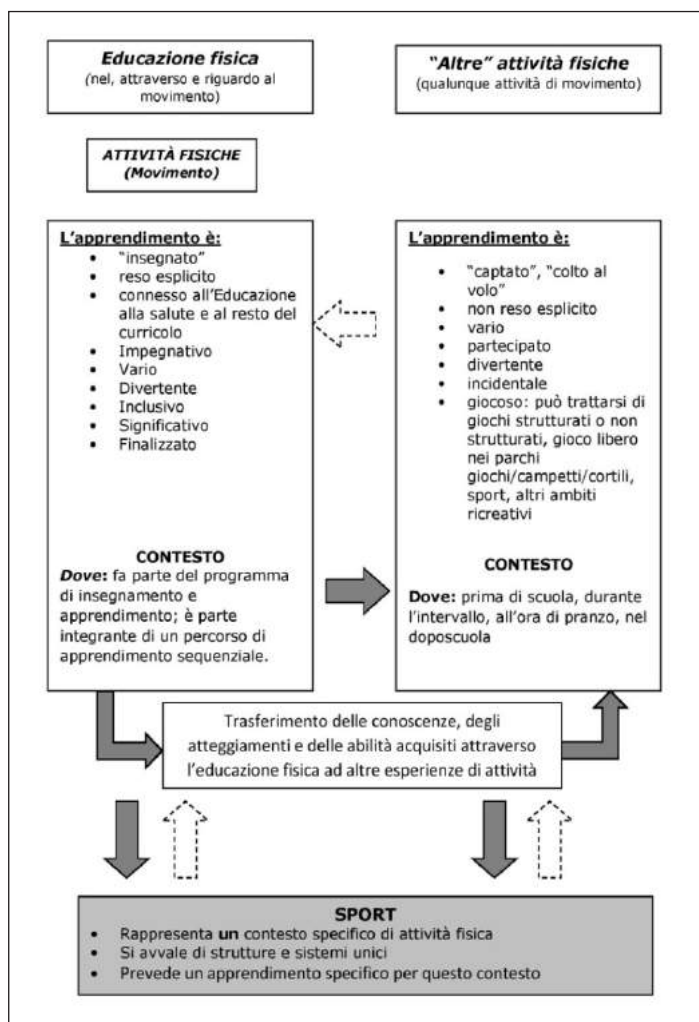 Educazione fisica
(nel, attraverso e riguardo al
movimento)
"Altre" attività fisiche
(qualunque attività di movimento)
ATTIVITÀ FISICHE
(Movimento)
L'apprendimento è:
• "insegnato"
• reso esplicito
• connesso all'Educazione
alla salute e al resto del
curricolo
• Impegnativo
• Vario
• Divertente
• Inclusivo
• Significativo
• Finalizzato
CONTESTO
Dove: fa parte del programma
di insegnamento e
apprendimento; è parte
integrante di un percorso di
apprendimento sequenziale.
L'apprendimento è:
• "captato", "colto al
volo"
• non reso esplicito
• vario
• partecipato
• divertente
• incidentale
• giocoso: può trattarsi di
giochi strutturati o non
strutturati, gioco libero
nei parchi
giochi/campetti/cortili,
sport, altri ambiti
ricreativi
CONTESTO
Dove: prima di scuola, durante
l'intervallo, all'ora di pranzo, nel
doposcuola
Trasferimento delle conoscenze, degli
atteggiamenti e delle abilità acquisiti attraverso
l'educazione fisica ad altre esperienze di attività
SPORT
• Rappresenta un contesto specifico di attività fisica
• Si avvale di strutture e sistemi unici
• Prevede un apprendimento specifico per questo contesto